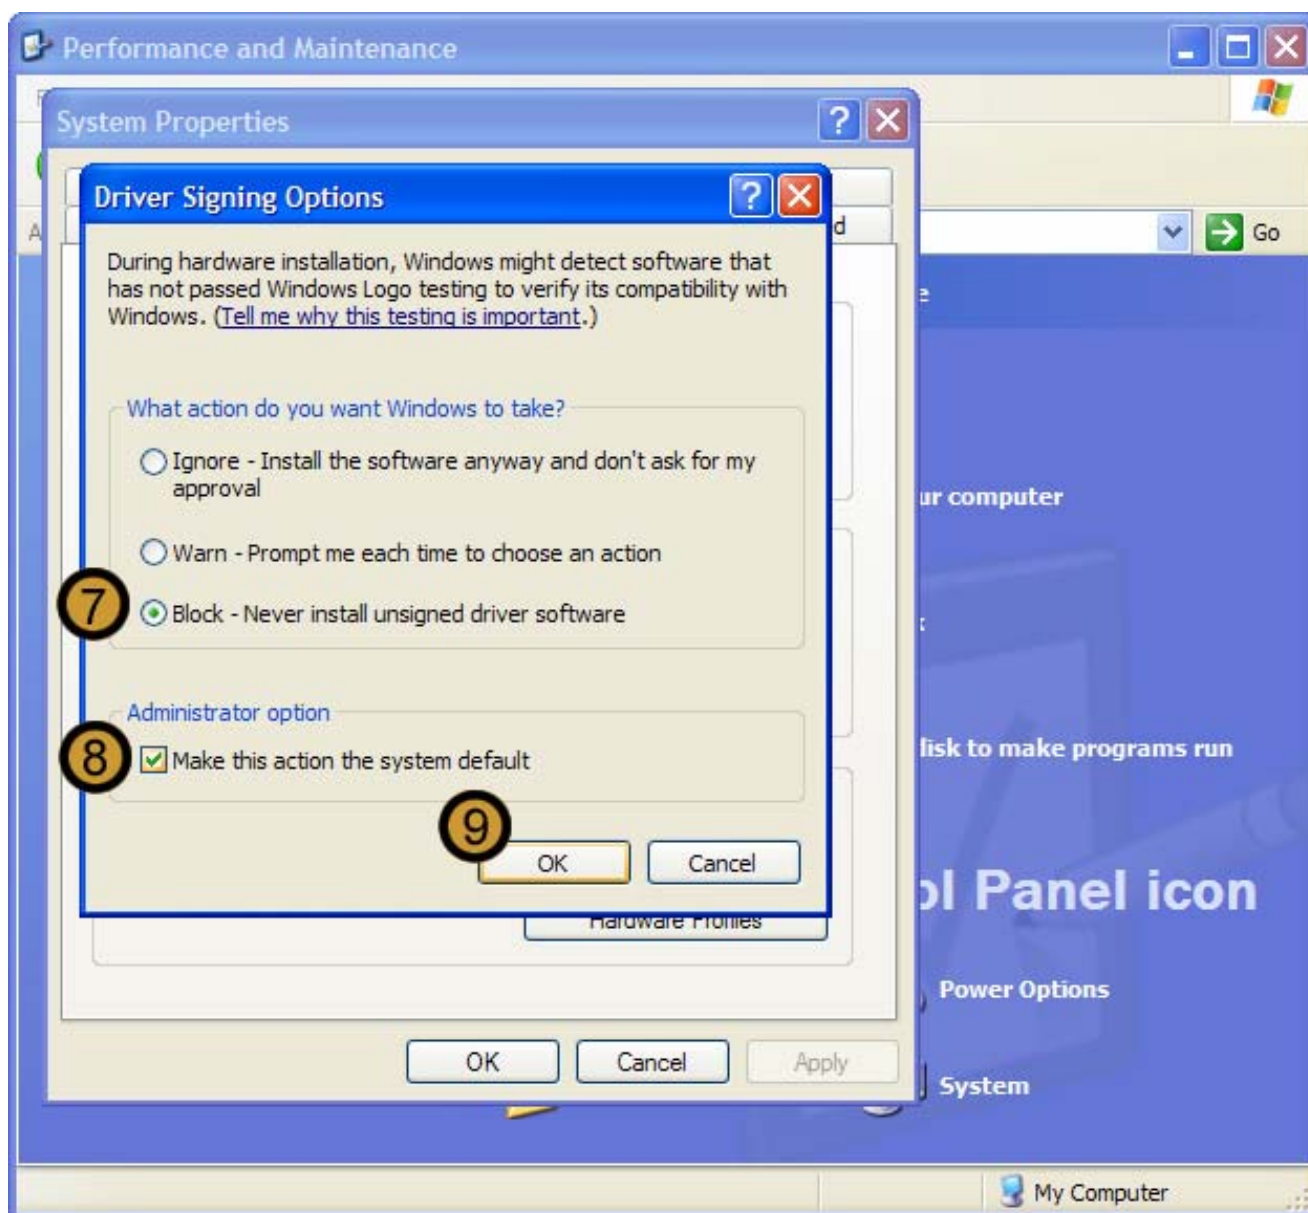 Performance and Maintenance
System Properties
Driver Signing Options
Go
During hardware installation, Windows might detect software that
has not passed Windows Logo testing to verify its compatibility with
Windows. (Tell me why this testing is important.)
What action do you want Windows to take?
Ignore - Install the software anyway and don't ask for my
approval
ur computer
Warn - Prompt me each time to choose an action
7
Block - Never install unsigned driver software
Administrator option
8
Make this action the system default
disk to make programs run
9
OK
Cancel
ol Panel icon
Hardware Profiles
Power Options
OK
Cancel
Apply
System
My Computer